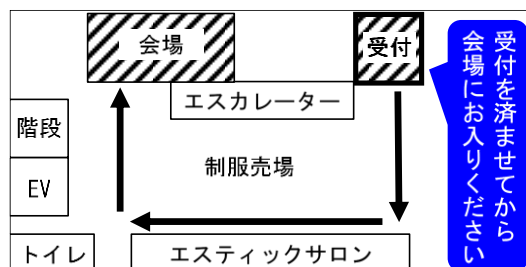 会場
受付
エスカレーター
階段
制服売場
EV
トイレ
エスティックサロン
受付を済ませてから
会場にお入りください